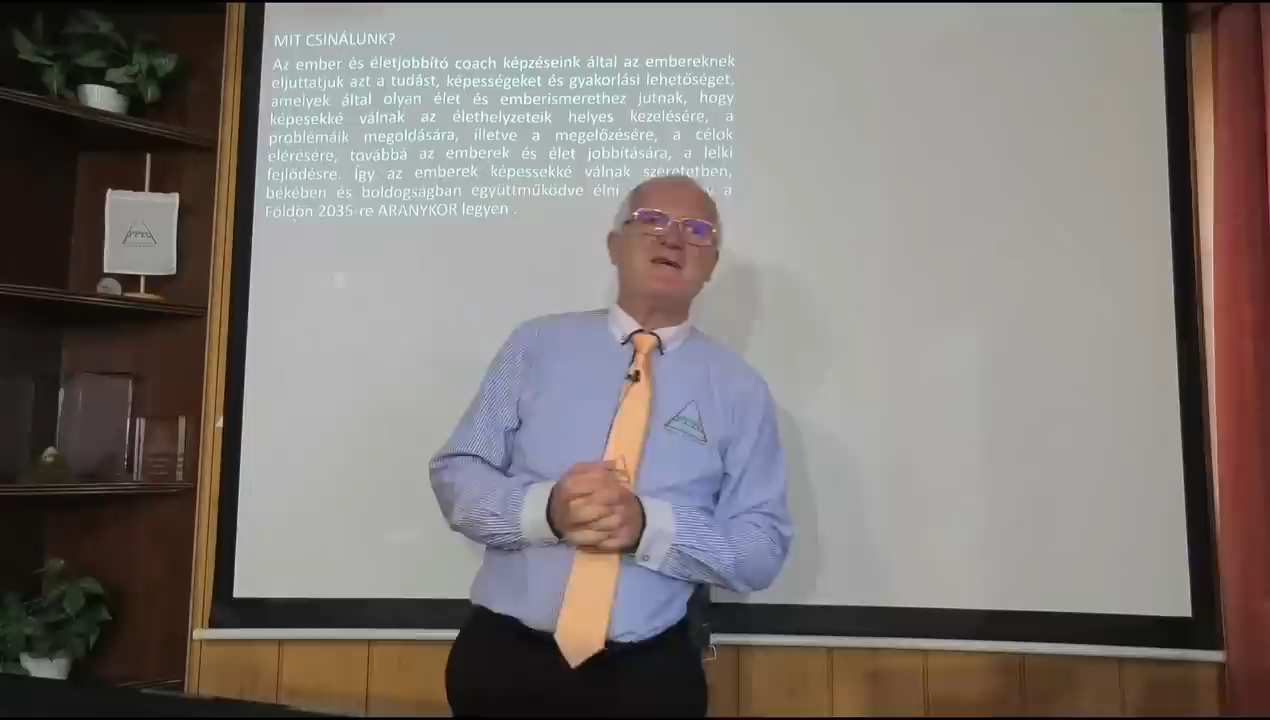 MIT CSINÁLUNK?
Az ember és életjobbító coach képzéseink által az embereknek
eljuttatjuk azt a tudást, képességeket és gyakorlási lehetőséget,
amelyek által olyan élet és emberismerethez jutnak, hogy
képesekké válnak az élethelyzeteik helyes kezelésére, a
problémáik megoldására, illetve a megelőzésére, a célok
elérésére, továbbá az emberek és élet jobbítására, a lelki
fejlődésre. Így az emberek képessekké válnak szeretetben,
békében és boldogságban együttműködve élni a
Földön 2035-re ARANYKOR legyen .